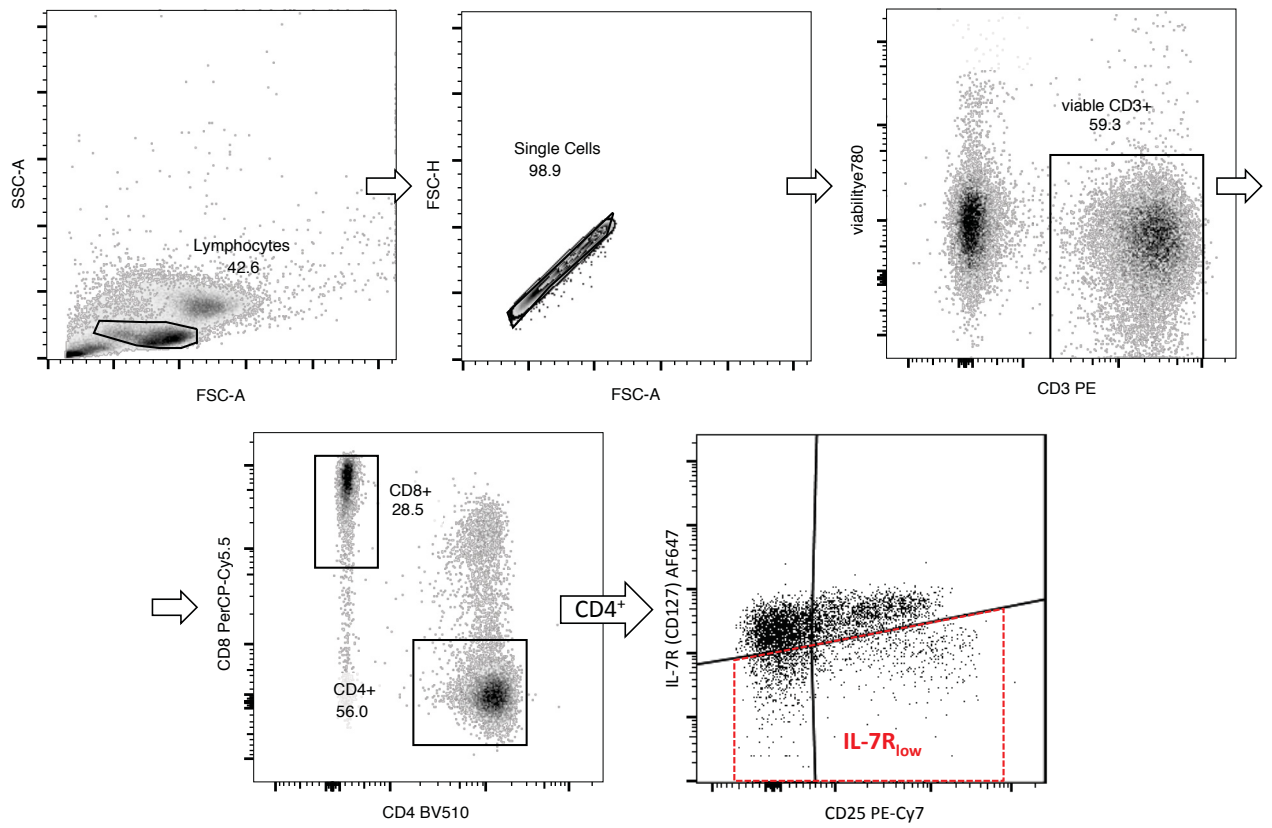 SSC-A
Lymphocytes
42.6
FSC-A
FSC-H
Single Cells
98.9
FSC-A
viabilitye780
viable CD3+
59.3
CD3 PE
CD8 PerCP-Cy5.5
CD8+
28.5
CD4+
56.0
CD4 BV510
CD4⁺
IL-7R (CD127) AF647
IL-7Rlow
CD25 PE-Cy7